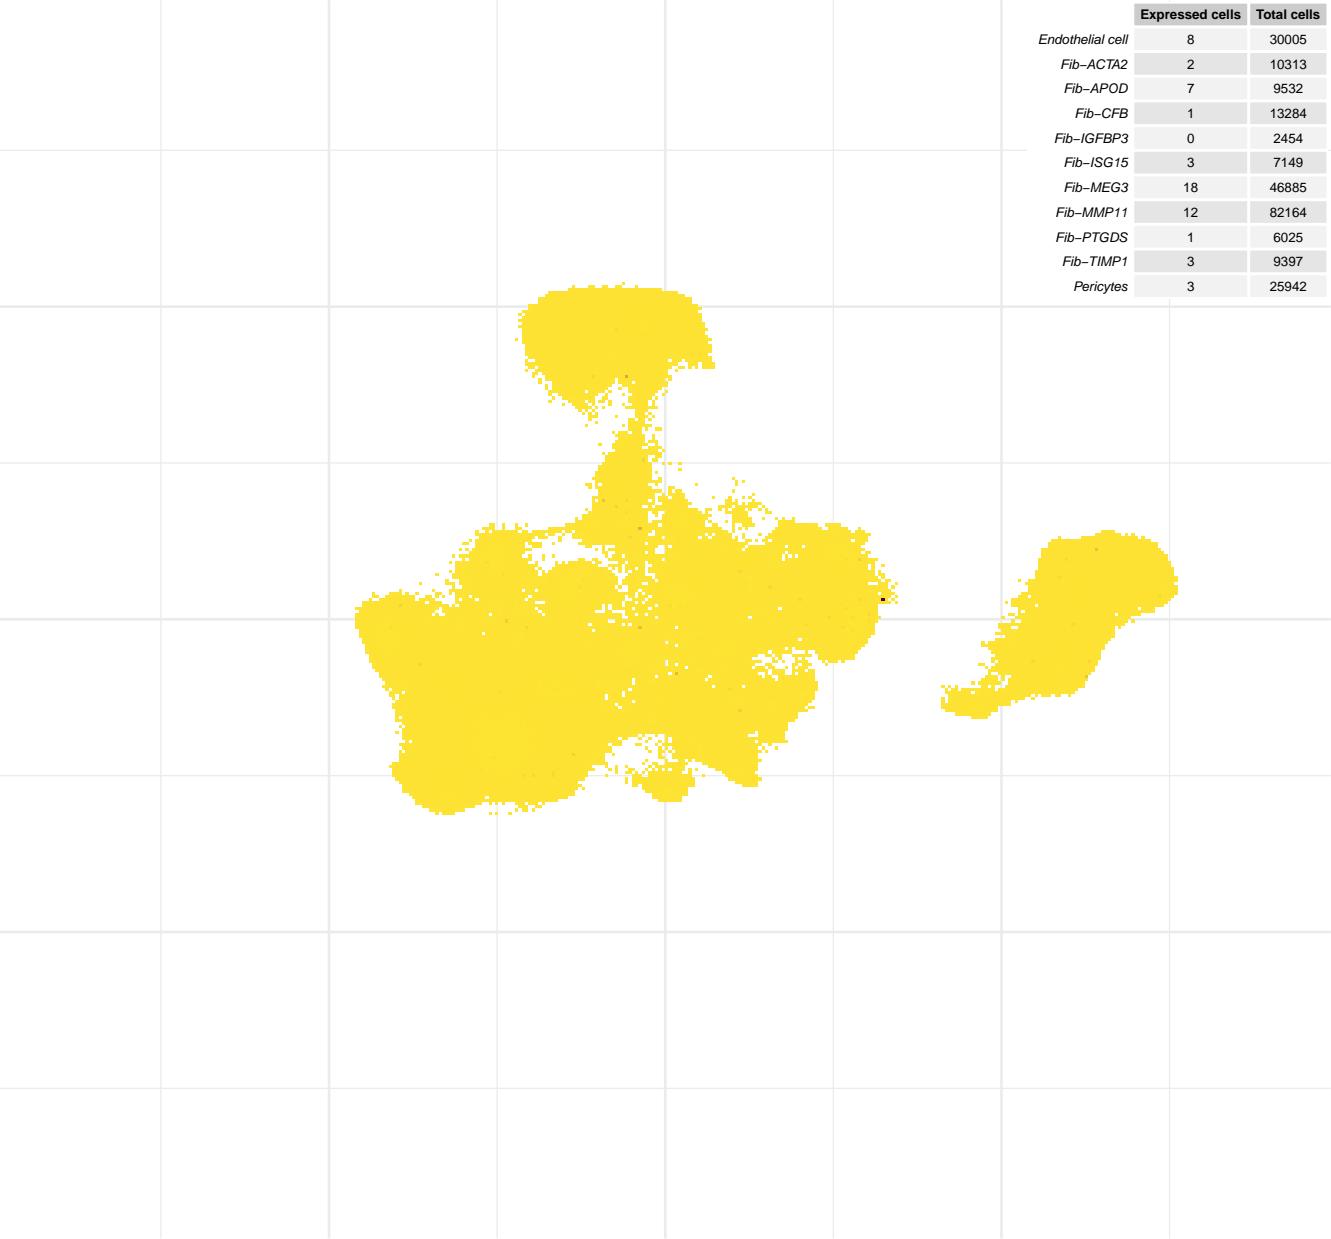 Expressed cells Total cells
Endothelial cell 8 30005
Fib−ACTA2 2 10313
Fib−APOD 7 9532
Fib−CFB 1 13284
Fib−IGFBP3 0 2454
Fib−ISG15 3 7149
Fib−MEG3 18 46885
Fib−MMP11 12 82164
Fib−PTGDS 1 6025
Fib−TIMP1 3 9397
Pericytes 3 25942